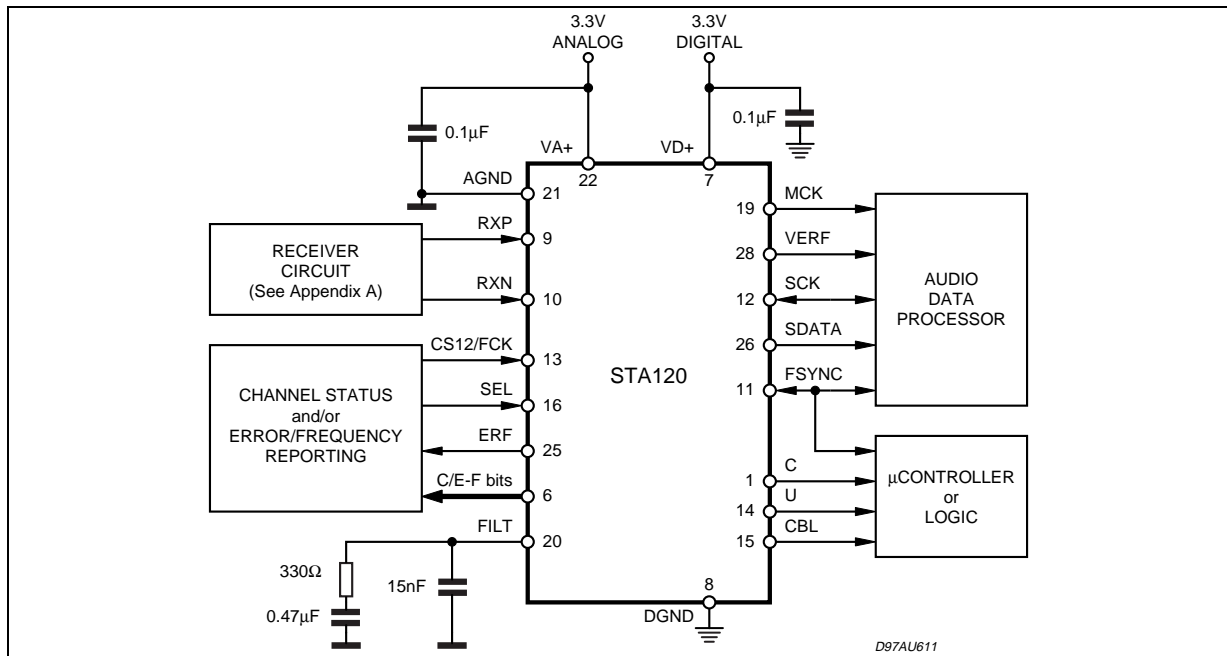 3.3V
ANALOG
3.3V
DIGITAL
0.1μF
0.1μF
VA+
VD+
22
7
AGND
21
RXP
9
RXN
10
RECEIVER
CIRCUIT
(See Appendix A)
CS12/FCK
13
SEL
16
ERF
25
C/E-F bits
6
CHANNEL STATUS
and/or
ERROR/FREQUENCY
REPORTING
FILT
20
330Ω
0.47μF
15nF
STA120
19
MCK
28
VERF
12
SCK
26
SDATA
11
FSYNC
AUDIO
DATA
PROCESSOR
1
C
14
U
15
CBL
μCONTROLLER
or
LOGIC
8
DGND
D97AU611